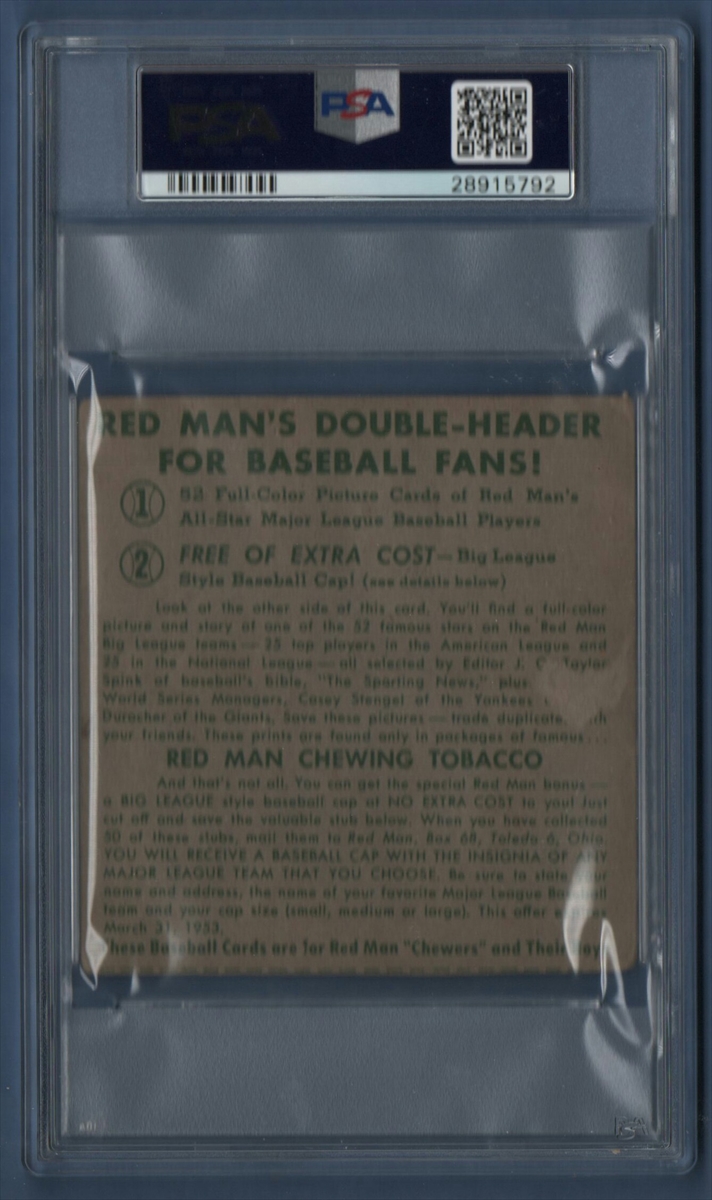 PSA
PSA
28915792
RED MAN'S DOUBLE-HEADER
FOR BASEBALL FANS!
1 52 Full-Color Picture Cards of Red Man's
All-Star Major League Baseball Players
2 FREE OF EXTRA COST—Big League
Style Baseball Cap! (see details below)
Look at the other side of this card. You'll find a full-color
picture and story of one of the 52 famous stars on the Red Man
Big League teams — 25 top players in the American League and
25 in the National League — all selected by Editor J. G. Taylor
Spink of baseball's bible, "The Sporting News," plus
World Series Managers, Casey Stengel of the Yankees
Durocher of the Giants. Save these pictures — trade duplicate
your friends. These prints are found only in packages of famous...
RED MAN CHEWING TOBACCO
And that's not all. You can get the special Red Man bonus —
a BIG LEAGUE style baseball cap at NO EXTRA COST to you! Just
cut off and save the valuable stub below. When you have collected
50 of these stubs, mail them to Red Man, Box 68, Toledo 6, Ohio.
YOU WILL RECEIVE A BASEBALL CAP WITH THE INSIGNIA OF ANY
MAJOR LEAGUE TEAM THAT YOU CHOOSE. Be sure to state your
name and address, the name of your favorite Major League Baseball
team and your cap size (small, medium or large). This offer expires
March 31, 1953.
These Baseball Cards are for Red Man "Chewers" and Their Boys
PSA